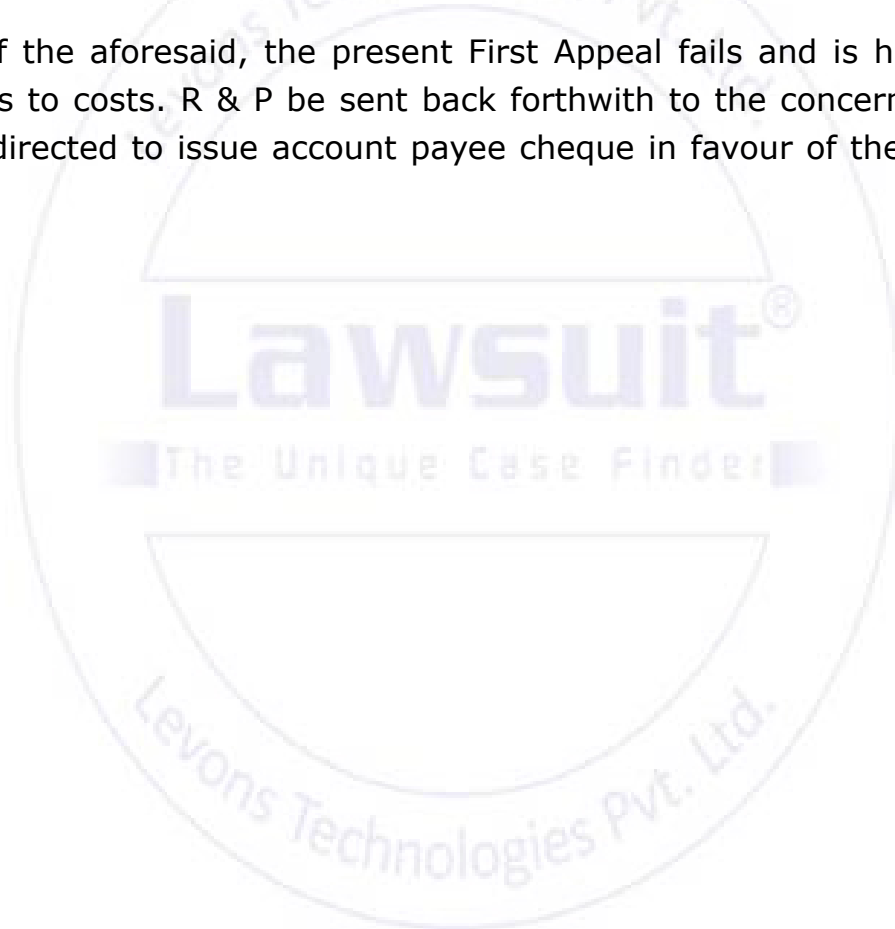 f the aforesaid, the present First Appeal fails and is h
s to costs. R & P be sent back forthwith to the concern
directed to issue account payee cheque in favour of the
Lawsuit®
The Unique Case Finder
Levons Technologies Pvt. Ltd.